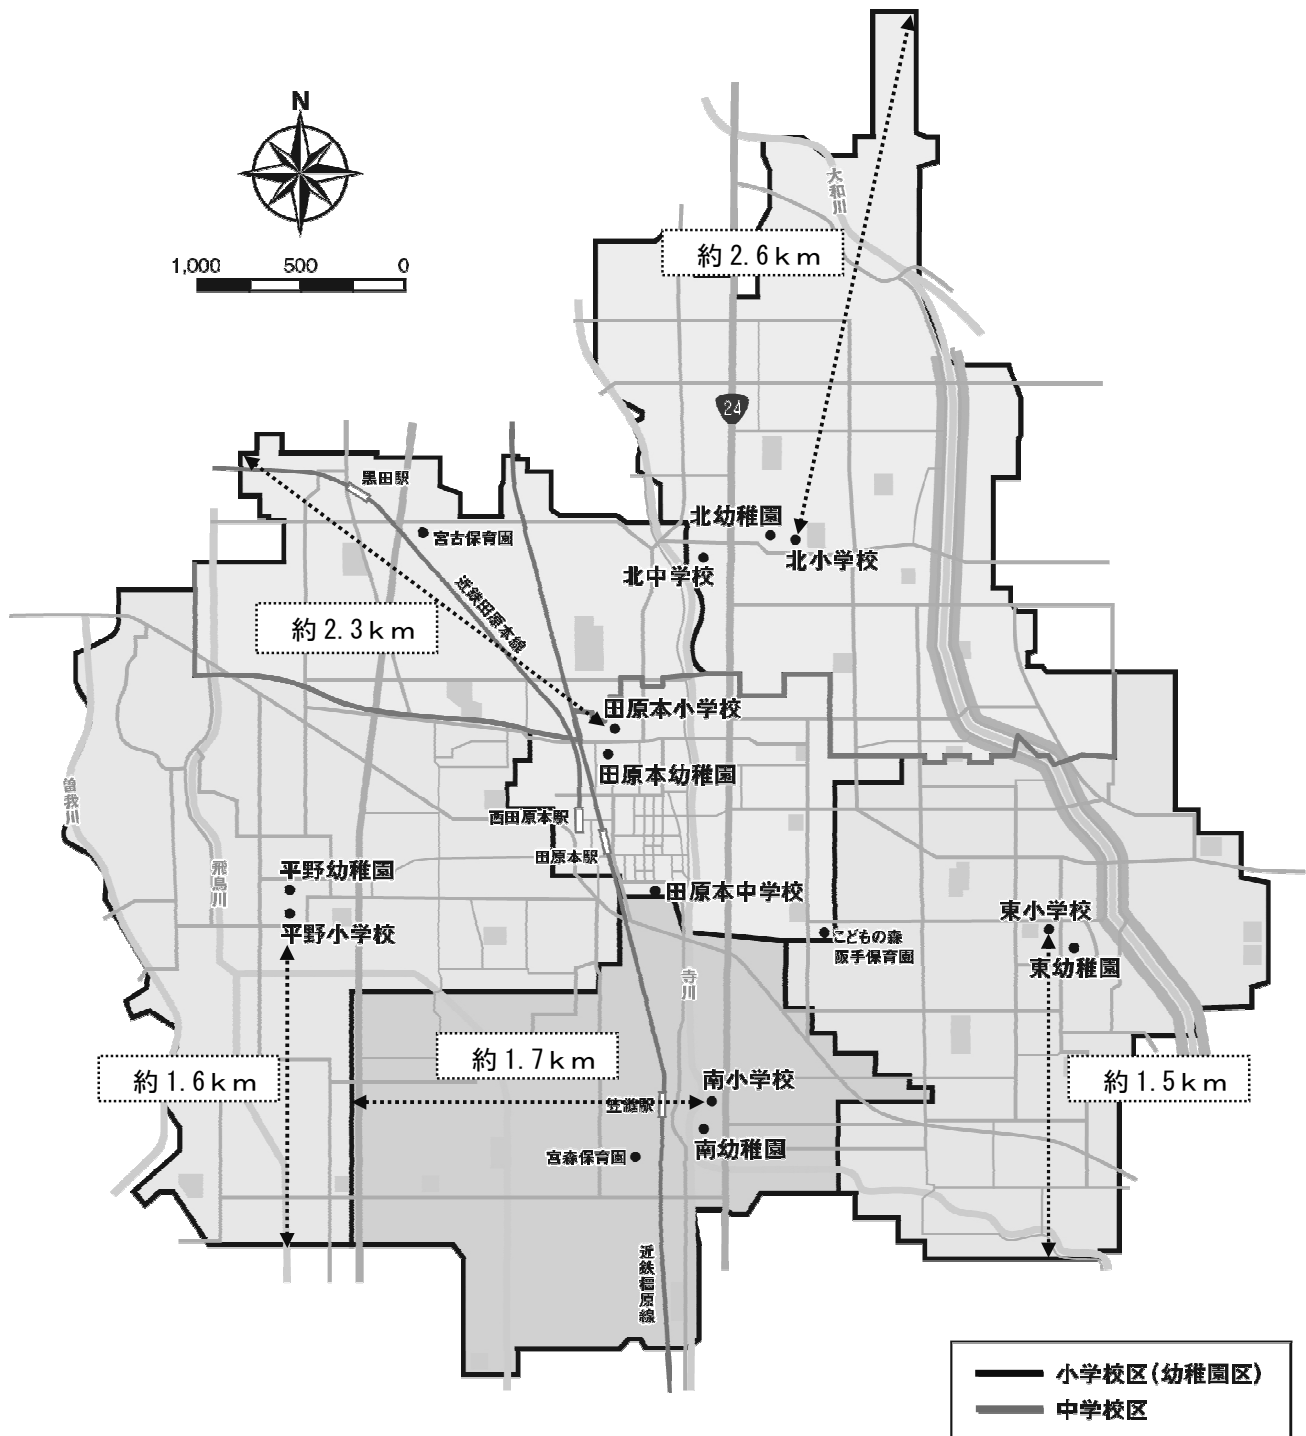 N
1,000 500 0
大和川
約2.6km
24
黒田駅
宮古保育園
北幼稚園
北小学校
北中学校
近鉄田原本線
約2.3km
田原本小学校
田原本幼稚園
曽我川
飛鳥川
西田原本駅
田原本駅
平野幼稚園
平野小学校
田原本中学校
こどもの森
阪手保育園
東小学校
東幼稚園
寺川
約1.7km
約1.6km
約1.5km
南小学校
笠縫駅
南幼稚園
宮森保育園
近鉄橿原線
小学校区(幼稚園区)
中学校区